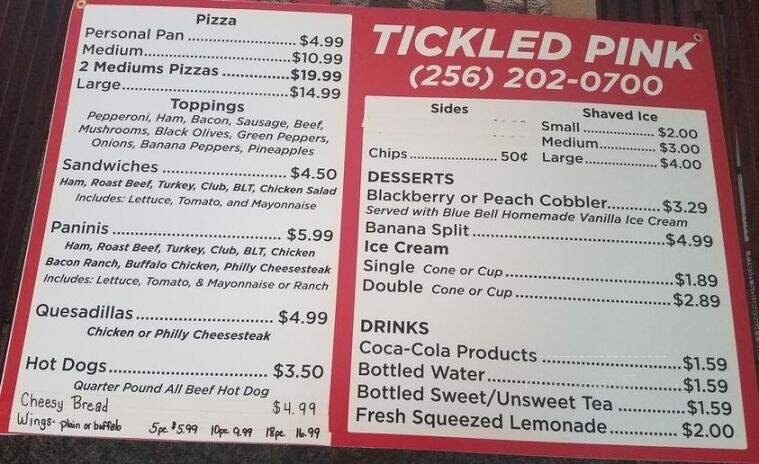 Pizza
Personal Pan ................ $4.99
Medium................ $10.99
2 Mediums Pizzas ............ $19.99
Large................ $14.99
Toppings
Pepperoni, Ham, Bacon, Sausage, Beef,
Mushrooms, Black Olives, Green Peppers,
Onions, Banana Peppers, Pineapples
Sandwiches ................ $4.50
Ham, Roast Beef, Turkey, Club, BLT, Chicken Salad
Includes: Lettuce, Tomato, and Mayonnaise
Paninis ................ $5.99
Ham, Roast Beef, Turkey, Club, BLT, Chicken
Bacon Ranch, Buffalo Chicken, Philly Cheesesteak
Includes: Lettuce, Tomato, & Mayonnaise or Ranch
Quesadillas................ $4.99
Chicken or Philly Cheesesteak
Hot Dogs................ $3.50
Quarter Pound All Beef Hot Dog
Cheesy Bread $4.99
Wings- plain or buffalo 5pc $5.99 10pc 9.99 18pc 16.99
TICKLED PINK
(256) 202-0700
Sides
Chips................ 50¢
Shaved Ice
Small ................ $2.00
Medium................ $3.00
Large................ $4.00
DESSERTS
Blackberry or Peach Cobbler.......... $3.29
Served with Blue Bell Homemade Vanilla Ice Cream
Banana Split................ $4.99
Ice Cream
Single Cone or Cup................ $1.89
Double Cone or Cup................ $2.89
DRINKS
Coca-Cola Products ................ $1.59
Bottled Water................ $1.59
Bottled Sweet/Unsweet Tea ............ $1.59
Fresh Squeezed Lemonade............ $2.00